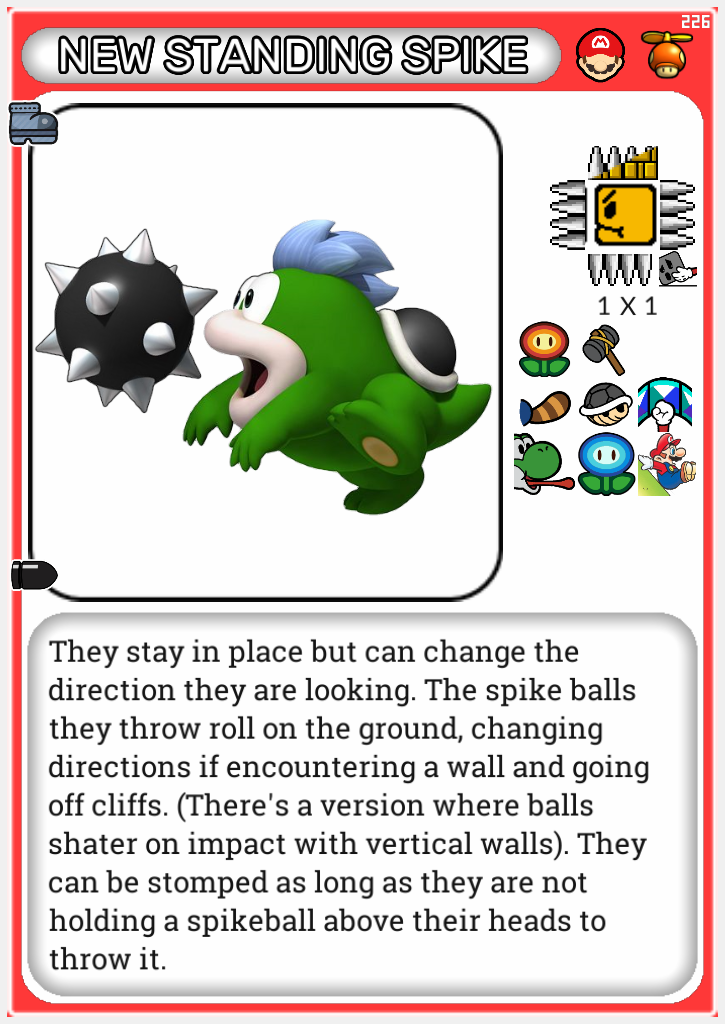 226
NEW STANDING SPIKE
1 X 1
They stay in place but can change the
direction they are looking. The spike balls
they throw roll on the ground, changing
directions if encountering a wall and going
off cliffs. (There's a version where balls
shater on impact with vertical walls). They
can be stomped as long as they are not
holding a spikeball above their heads to
throw it.